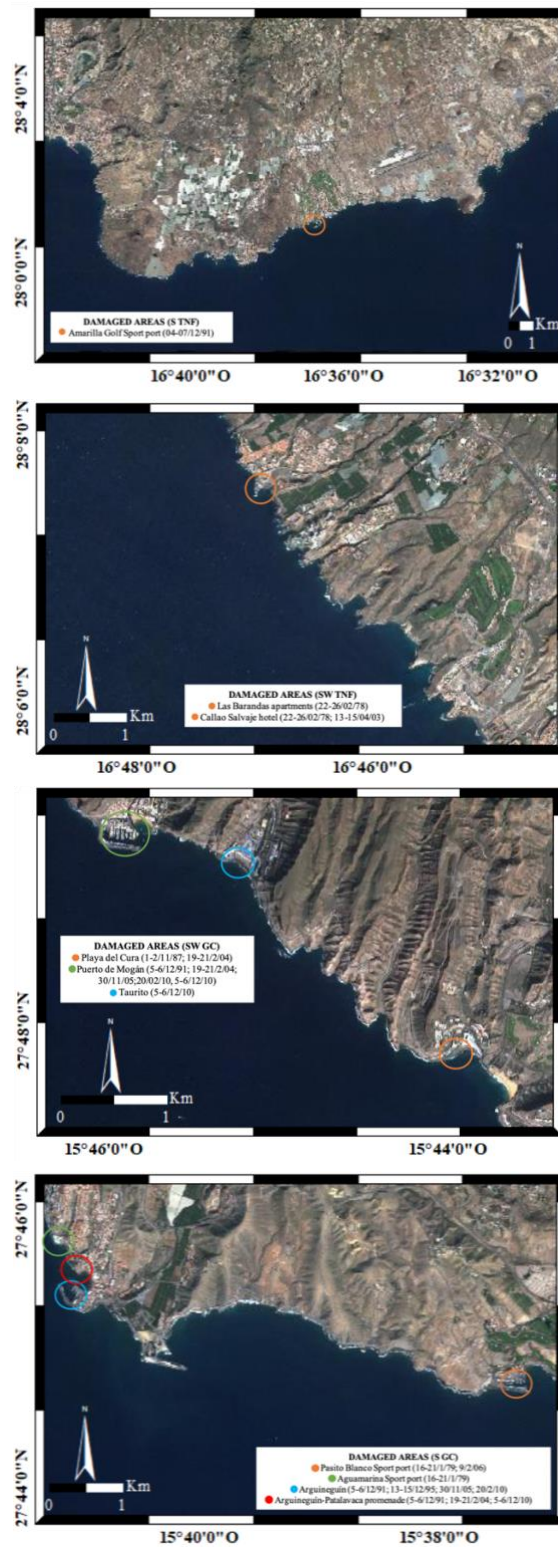 28°4'0"N
28°0'0"N
N
DAMAGED AREAS (S TNF)
Amarilla Golf Sport port (04-07/12/91)
Km
0 1
16°40'0"O 16°36'0"O 16°32'0"O
28°8'0"N
28°6'0"N
N
Km
0 1
DAMAGED AREAS (SW TNF)
Las Barandas apartments (22-26/02/78)
Callao Salvaje hotel (22-26/02/78; 13-15/04/03)
16°48'0"O 16°46'0"O
27°48'0"N
DAMAGED AREAS (SW GC)
Playa del Cura (1-2/11/87; 19-21/2/04)
Puerto de Mogán (5-6/12/91; 19-21/2/04;
30/11/05;20/02/10, 5-6/12/10)
Taurito (5-6/12/10)
N
Km
0 1
15°46'0"O 15°44'0"O
27°46'0"N
27°44'0"N
N
Km
0 1
DAMAGED AREAS (S GC)
Pasito Blanco Sport port (16-21/1/79; 9/2/06)
Aguamarina Sport port (16-21/1/79)
Arguineguín (5-6/12/91; 13-15/12/95; 30/11/05; 20/2/10)
Arguineguín-Patalavaca promenade (5-6/12/91; 19-21/2/04; 5-6/12/10)
15°40'0"O 15°38'0"O